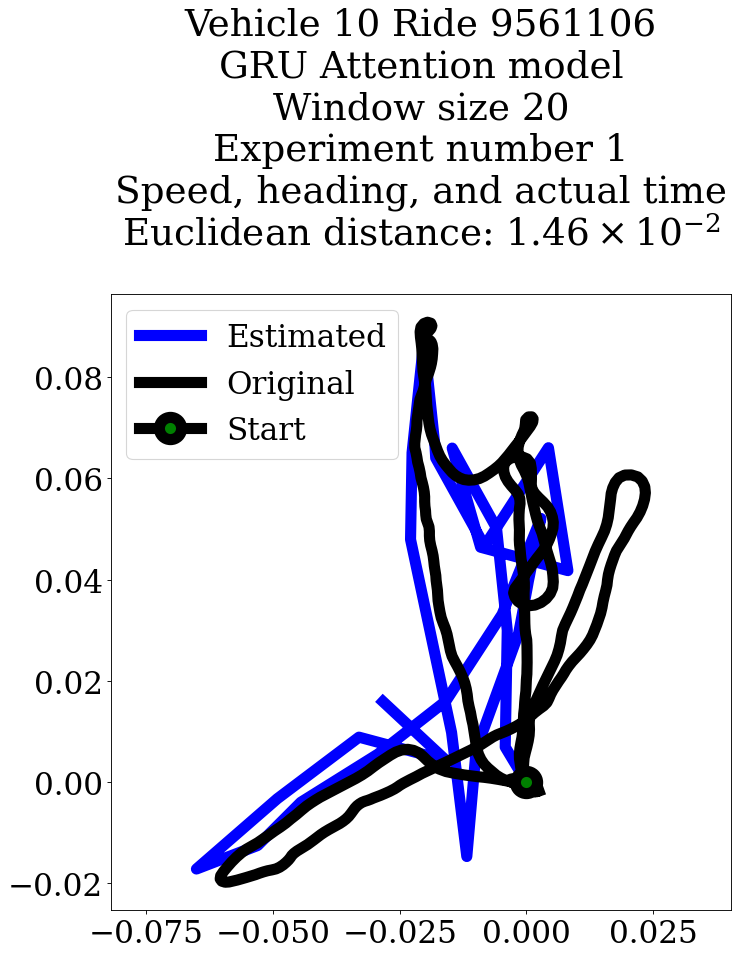 Vehicle 10 Ride 9561106
GRU Attention model
Window size 20
Experiment number 1
Speed, heading, and actual time
Euclidean distance: 1.46 × 10⁻²
Estimated
Original
Start
0.08
0.06
0.04
0.02
0.00
−0.02
−0.075 −0.050 −0.025 0.000 0.025